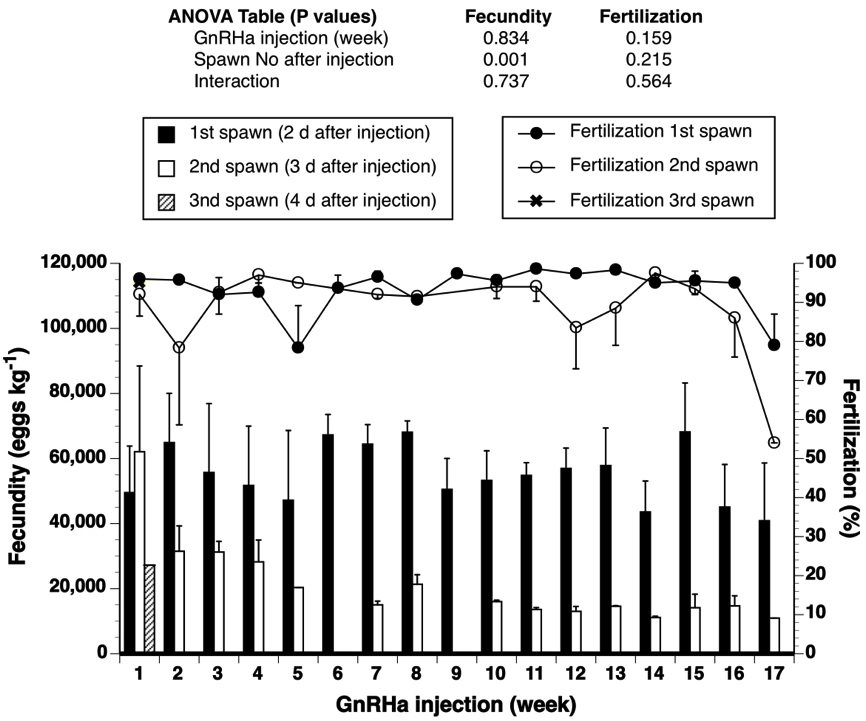 ANOVA Table (P values) Fecundity Fertilization
GnRHa injection (week) 0.834 0.159
Spawn No after injection 0.001 0.215
Interaction 0.737 0.564
1st spawn (2 d after injection)
2nd spawn (3 d after injection)
3nd spawn (4 d after injection)
Fertilization 1st spawn
Fertilization 2nd spawn
Fertilization 3rd spawn
Fecundity (eggs kg-1)
120,000
100,000
80,000
60,000
40,000
20,000
0
100
90
80
70
60
50
40
30
20
10
0
Fertilization (%)
1 2 3 4 5 6 7 8 9 10 11 12 13 14 15 16 17
GnRHa injection (week)